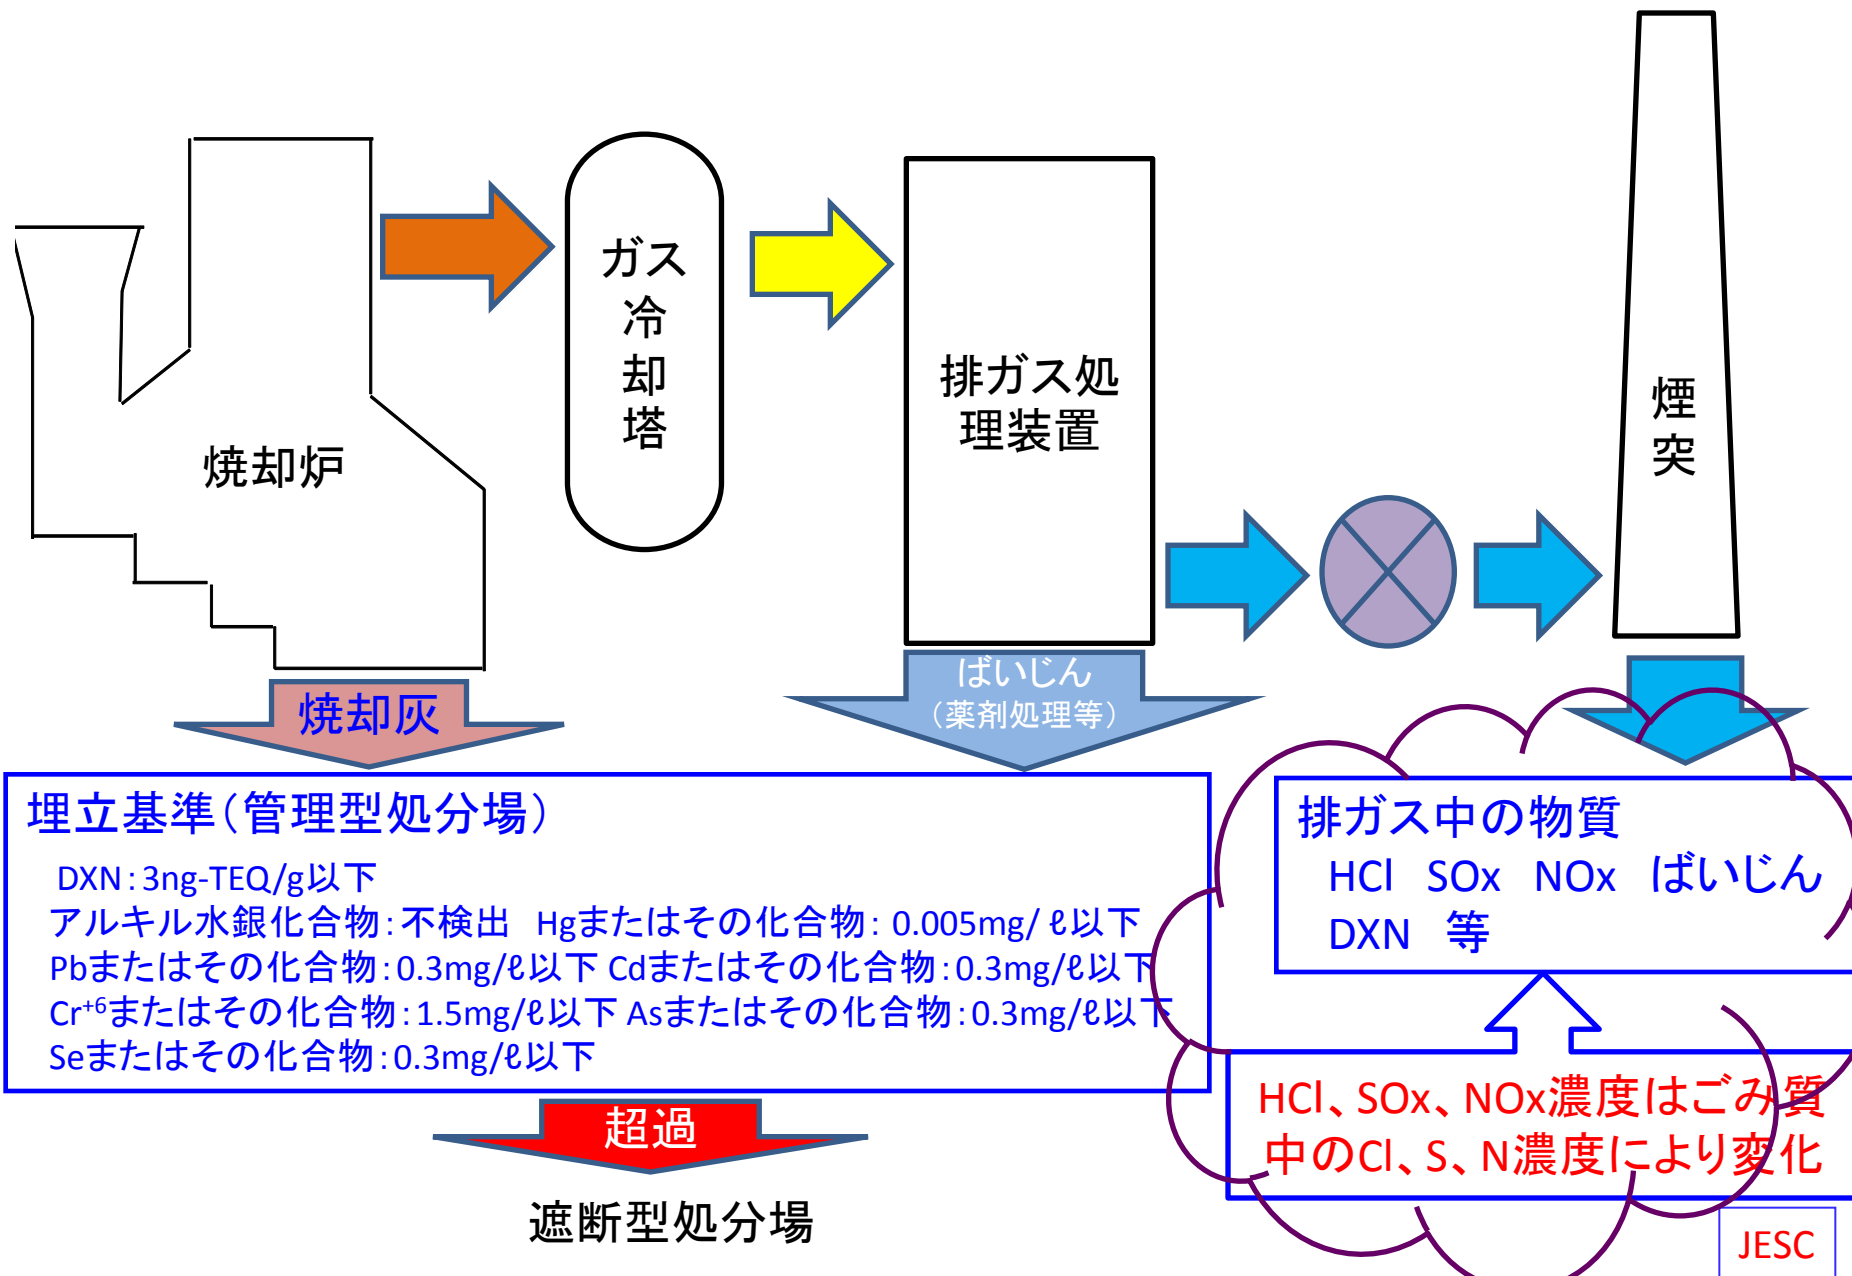 ガス
冷
却
塔
排ガス処
理装置
煙
突
焼却炉
焼却灰
ばいじん
（薬剤処理等）
埋立基準（管理型処分場）
DXN：3ng-TEQ/g以下
アルキル水銀化合物：不検出　Hgまたはその化合物： 0.005mg/ ℓ以下
Pbまたはその化合物：0.3mg/ℓ以下 Cdまたはその化合物：0.3mg/ℓ以下
Cr+6またはその化合物：1.5mg/ℓ以下 Asまたはその化合物：0.3mg/ℓ以下
Seまたはその化合物：0.3mg/ℓ以下
排ガス中の物質
HCl　SOx　NOx　ばいじん
DXN　等
HCl、SOx、NOx濃度はごみ質
中のCl、S、N濃度により変化
超過
遮断型処分場
JESC